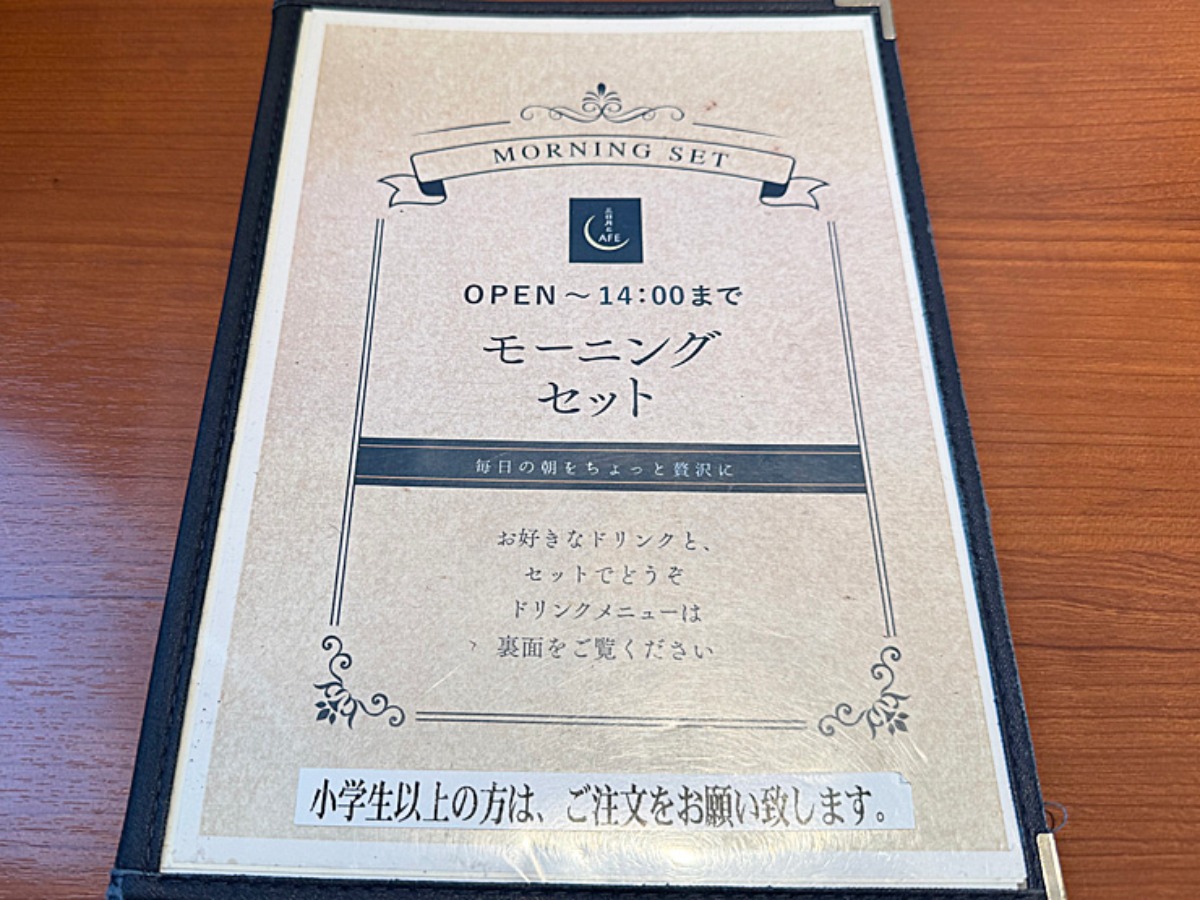 MORNING SET
AFE
OPEN～14:00まで
モーニング
セット
毎日の朝をちょっと贅沢に
お好きなドリンクと、
セットでどうぞ
ドリンクメニューは
裏面をご覧ください
小学生以上の方は、ご注文をお願い致します。